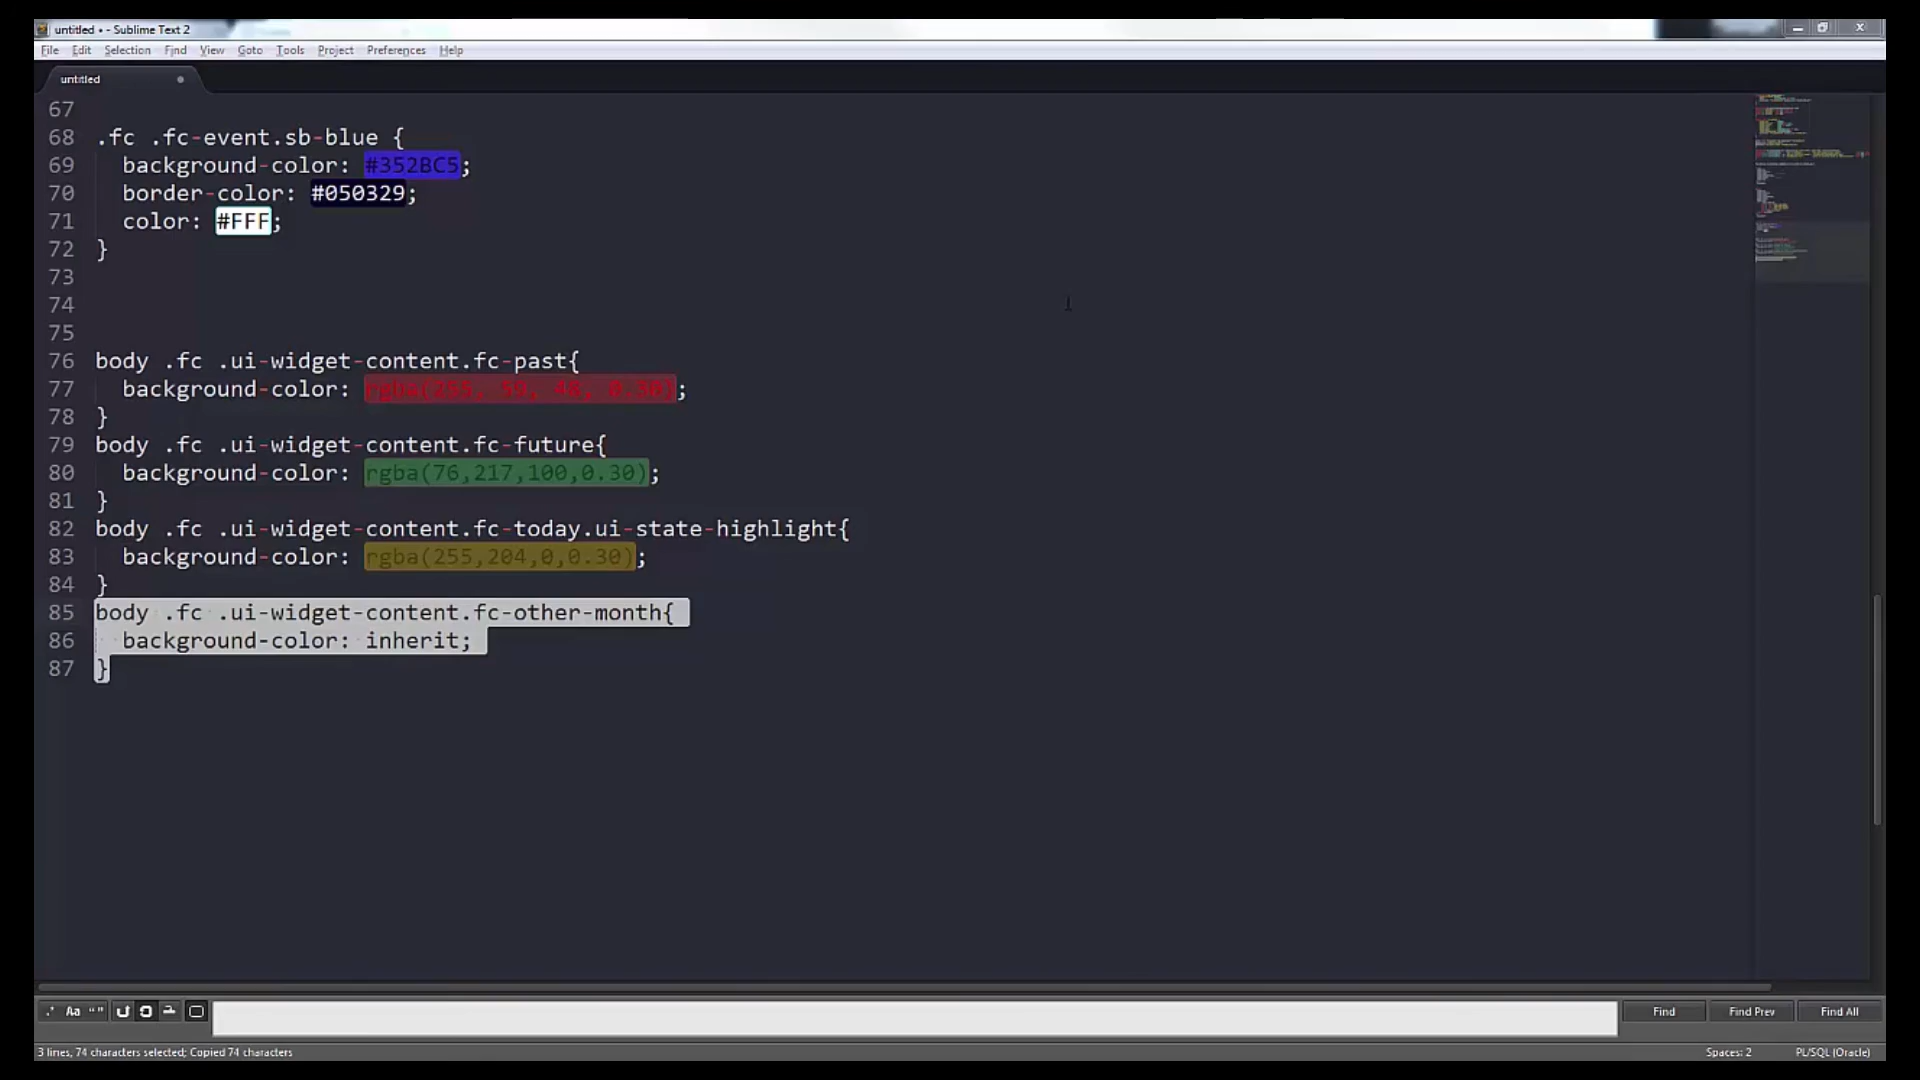 untitled • - Sublime Text 2
File Edit Selection Find View Goto Tools Project Preferences Help
untitled
67
68 .fc .fc-event.sb-blue {
69 background-color: #352BC5;
70 border-color: #050329;
71 color: #FFF;
72 }
73
74
75
76 body .fc .ui-widget-content.fc-past{
77 background-color: rgba(255, 59, 48, 0.30);
78 }
79 body .fc .ui-widget-content.fc-future{
80 background-color: rgba(76,217,100,0.30);
81 }
82 body .fc .ui-widget-content.fc-today.ui-state-highlight{
83 background-color: rgba(255,204,0,0.30);
84 }
85 body .fc .ui-widget-content.fc-other-month{
86 background-color: inherit;
87 }
.* Aa “” Find Find Prev Find All
3 lines, 74 characters selected; Copied 74 characters Spaces: 2 PL/SQL (Oracle)